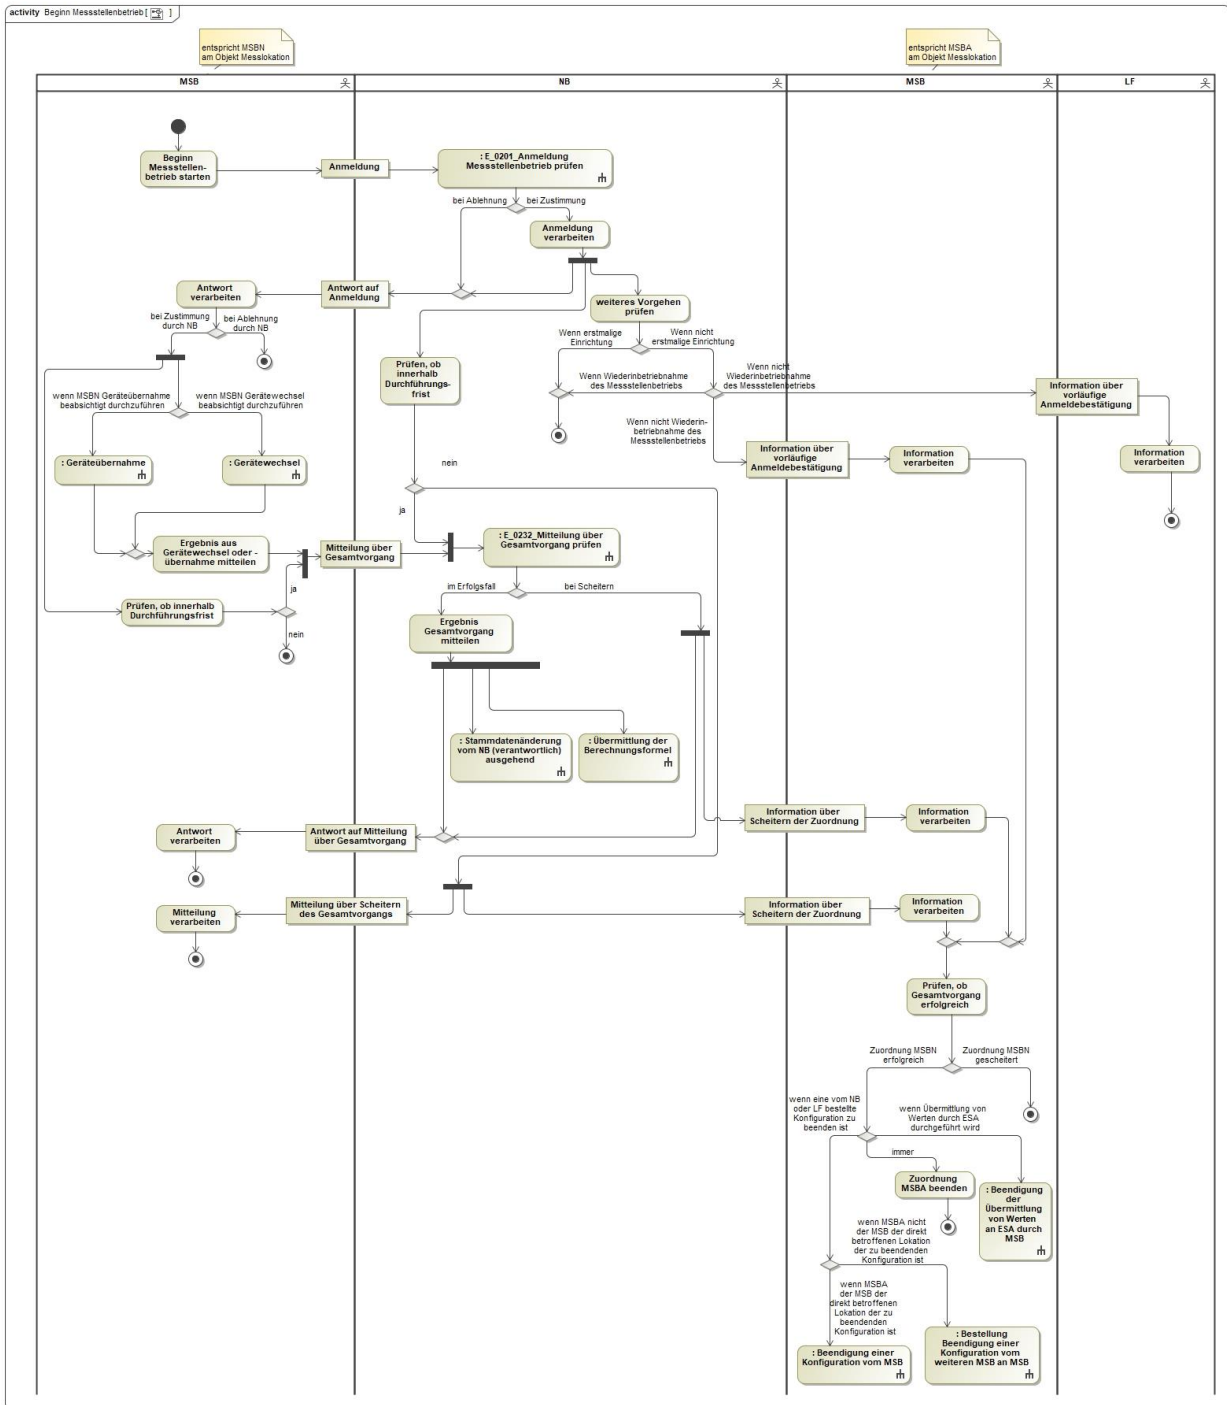 activity Beginn Messstellenbetrieb [ ]
entspricht MSBN
am Objekt Messlokation
entspricht MSBA
am Objekt Messlokation
MSB
NB
MSB
LF
Beginn
Messstellen-
betrieb starten
Anmeldung
: E_0201_Anmeldung
Messstellenbetrieb prüfen
bei Ablehnung
bei Zustimmung
Anmeldung
verarbeiten
Antwort
verarbeiten
Antwort auf
Anmeldung
weiteres Vorgehen
prüfen
bei Zustimmung
durch NB
bei Ablehnung
durch NB
Wenn erstmalige
Einrichtung
Wenn nicht
erstmalige Einrichtung
Prüfen, ob
innerhalb
Durchführungs-
frist
Wenn Wiederinbetriebnahme
des Messstellenbetriebs
Wenn nicht
Wiederinbetriebnahme
des Messstellenbetriebs
Information über
vorläufige
Anmeldebestätigung
wenn MSBN Geräteübernahme
beabsichtigt durchzuführen
wenn MSBN Gerätewechsel
beabsichtigt durchzuführen
Wenn nicht Wiederin-
betriebnahme des
Messstellenbetriebs
: Geräteübernahme
: Gerätewechsel
nein
Information über
vorläufige
Anmeldebestätigung
Information
verarbeiten
Information
verarbeiten
ja
Ergebnis aus
Gerätewechsel oder -
übernahme mitteilen
Mitteilung über
Gesamtvorgang
: E_0232_Mitteilung über
Gesamtvorgang prüfen
ja
im Erfolgsfall
bei Scheitern
Prüfen, ob innerhalb
Durchführungsfrist
nein
Ergebnis
Gesamtvorgang
mitteilen
: Stammdatenänderung
vom NB (verantwortlich)
ausgehend
: Übermittlung der
Berechnungsformel
Antwort
verarbeiten
Antwort auf Mitteilung
über Gesamtvorgang
Information über
Scheitern der Zuordnung
Information
verarbeiten
Mitteilung
verarbeiten
Mitteilung über Scheitern
des Gesamtvorgangs
Information über
Scheitern der Zuordnung
Information
verarbeiten
Prüfen, ob
Gesamtvorgang
erfolgreich
Zuordnung MSBN
erfolgreich
Zuordnung MSBN
gescheitert
wenn eine vom NB
oder LF bestellte
Konfiguration zu
beenden ist
wenn Übermittlung von
Werten durch ESA
durchgeführt wird
immer
Zuordnung
MSBA beenden
: Beendigung
der
Übermittlung
von Werten
an ESA durch
MSB
wenn MSBA nicht
der MSB der direkt
betroffenen Lokation
der zu beendenden
Konfiguration ist
wenn MSBA
der MSB der
direkt betroffenen
Lokation der zu
beendenden
Konfiguration ist
: Beendigung einer
Konfiguration vom MSB
: Bestellung
Beendigung einer
Konfiguration vom
weiteren MSB an MSB